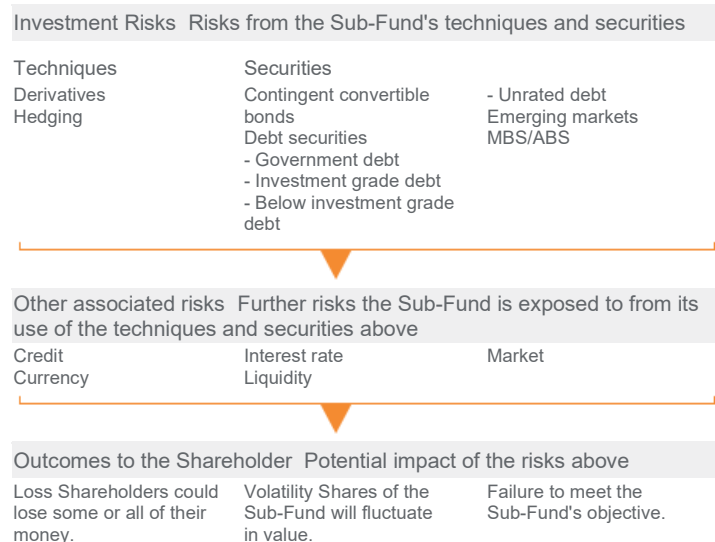 Investment Risks Risks from the Sub-Fund's techniques and securities
Techniques
Derivatives
Hedging
Securities
Contingent convertible
bonds
Debt securities
- Government debt
- Investment grade debt
- Below investment grade
debt
- Unrated debt
Emerging markets
MBS/ABS
Other associated risks Further risks the Sub-Fund is exposed to from its
use of the techniques and securities above
Credit
Currency
Interest rate
Liquidity
Market
Outcomes to the Shareholder Potential impact of the risks above
Loss Shareholders could
lose some or all of their
money.
Volatility Shares of the
Sub-Fund will fluctuate
in value.
Failure to meet the
Sub-Fund's objective.